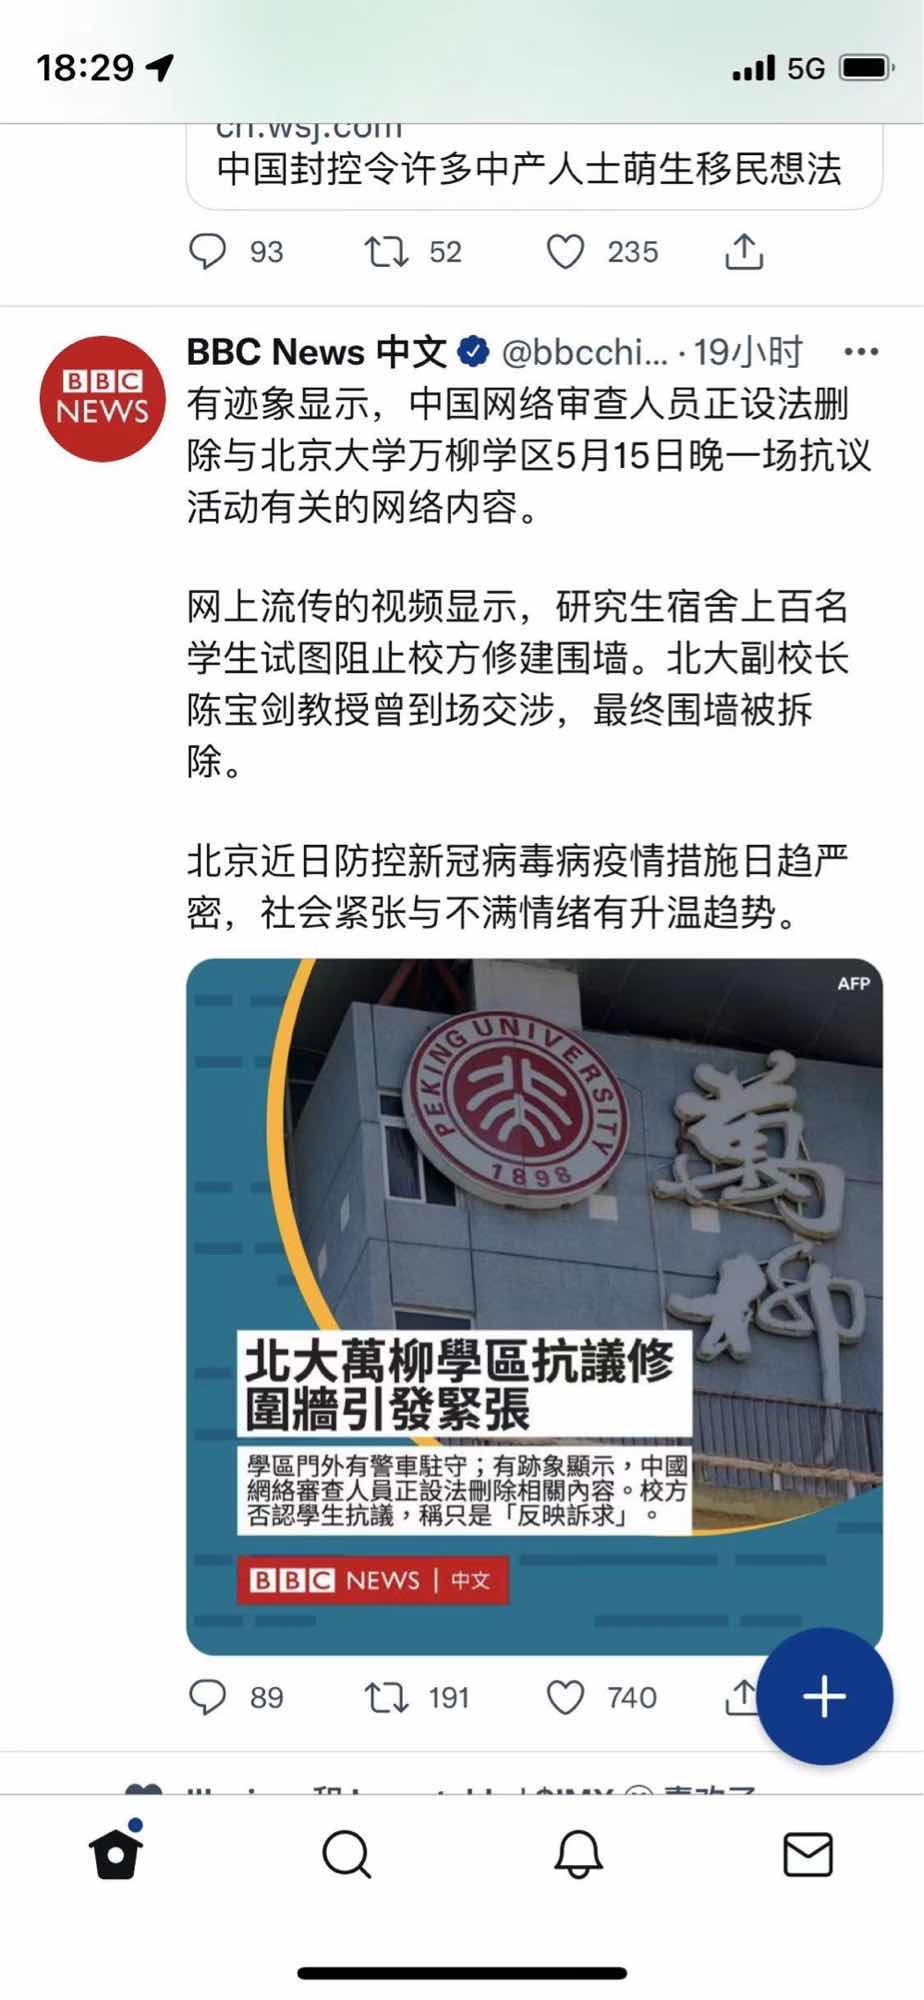 18:29
5G
cn.wsj.com
中国封控令许多中产人士萌生移民想法
93 52 235
BBC News 中文 @bbcchi... · 19小时
BBC
NEWS
有迹象显示，中国网络审查人员正设法删
除与北京大学万柳学区5月15日晚一场抗议
活动有关的网络内容。
网上流传的视频显示，研究生宿舍上百名
学生试图阻止校方修建围墙。北大副校长
陈宝剑教授曾到场交涉，最终围墙被拆
除。
北京近日防控新冠病毒病疫情措施日趋严
密，社会紧张与不满情绪有升温趋势。
AFP
PEKING UNIVERSITY
1898
萬
柳
北大萬柳學區抗議修
圍牆引發緊張
學區門外有警車駐守；有跡象顯示，中國
網絡審查人員正設法刪除相關內容。校方
否認學生抗議，稱只是「反映訴求」。
BBC NEWS | 中文
89 191 740